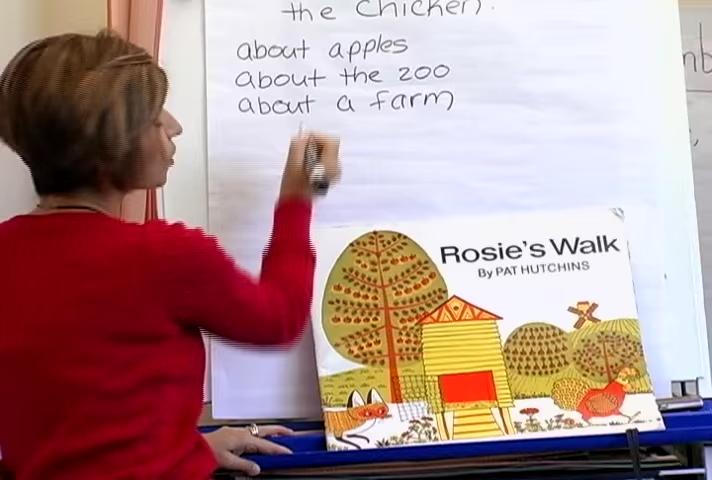 the Chicken.
about apples
about the zoo
about a farm
Rosie's Walk
By PAT HUTCHINS